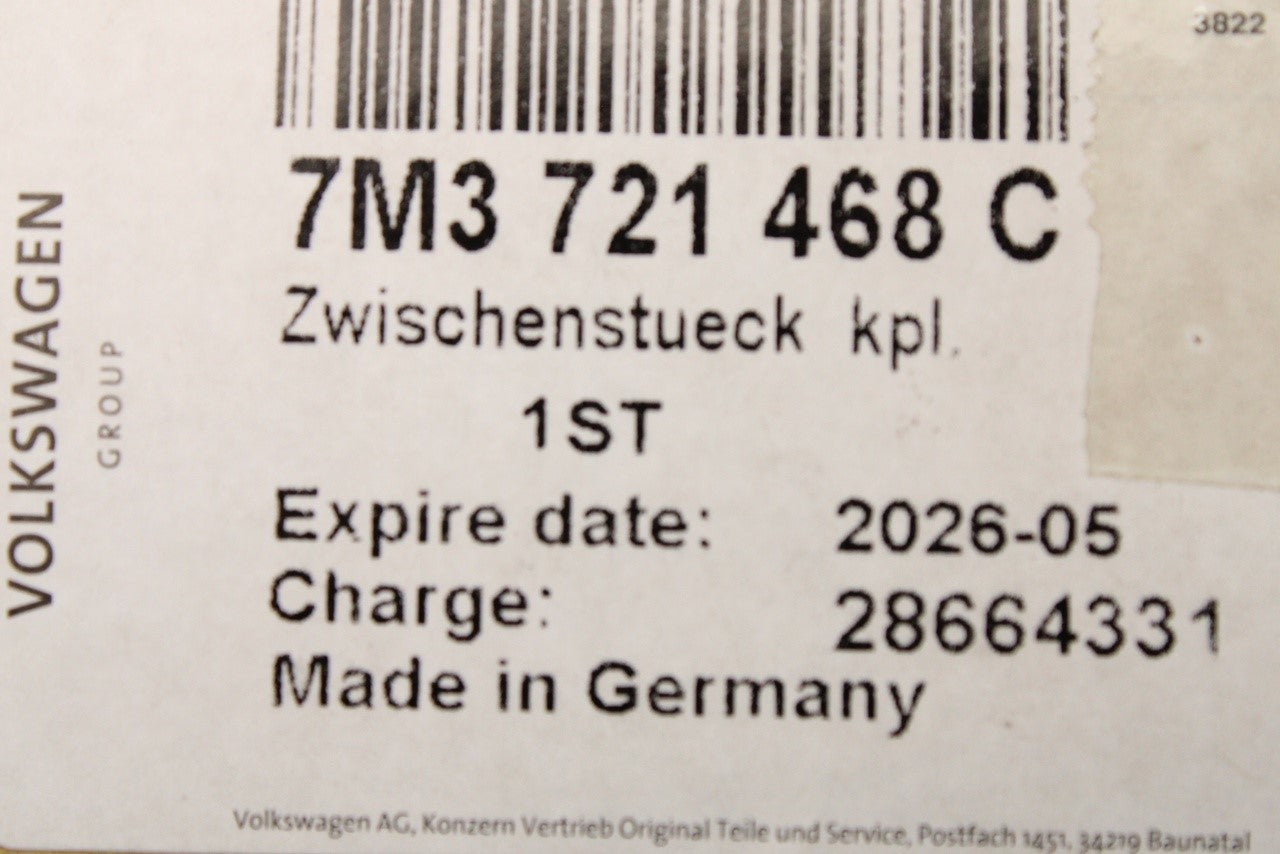 3822
7M3 721 468 C
Zwischenstueck kpl.
1ST
Expire date: 2026-05
Charge: 28664331
Made in Germany
VOLKSWAGEN
GROUP
Volkswagen AG, Konzern Vertrieb Original Teile und Service, Postfach 1451, 34219 Baunatal